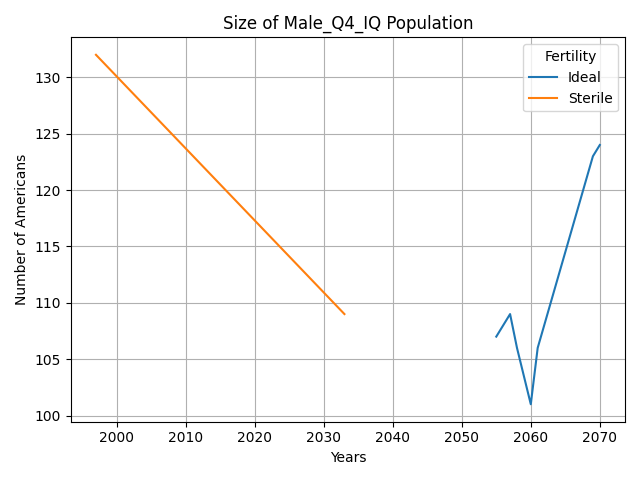 Size of Male_Q4_IQ Population
Fertility
Ideal
Sterile
Number of Americans
130
125
120
115
110
105
100
2000 2010 2020 2030 2040 2050 2060 2070
Years